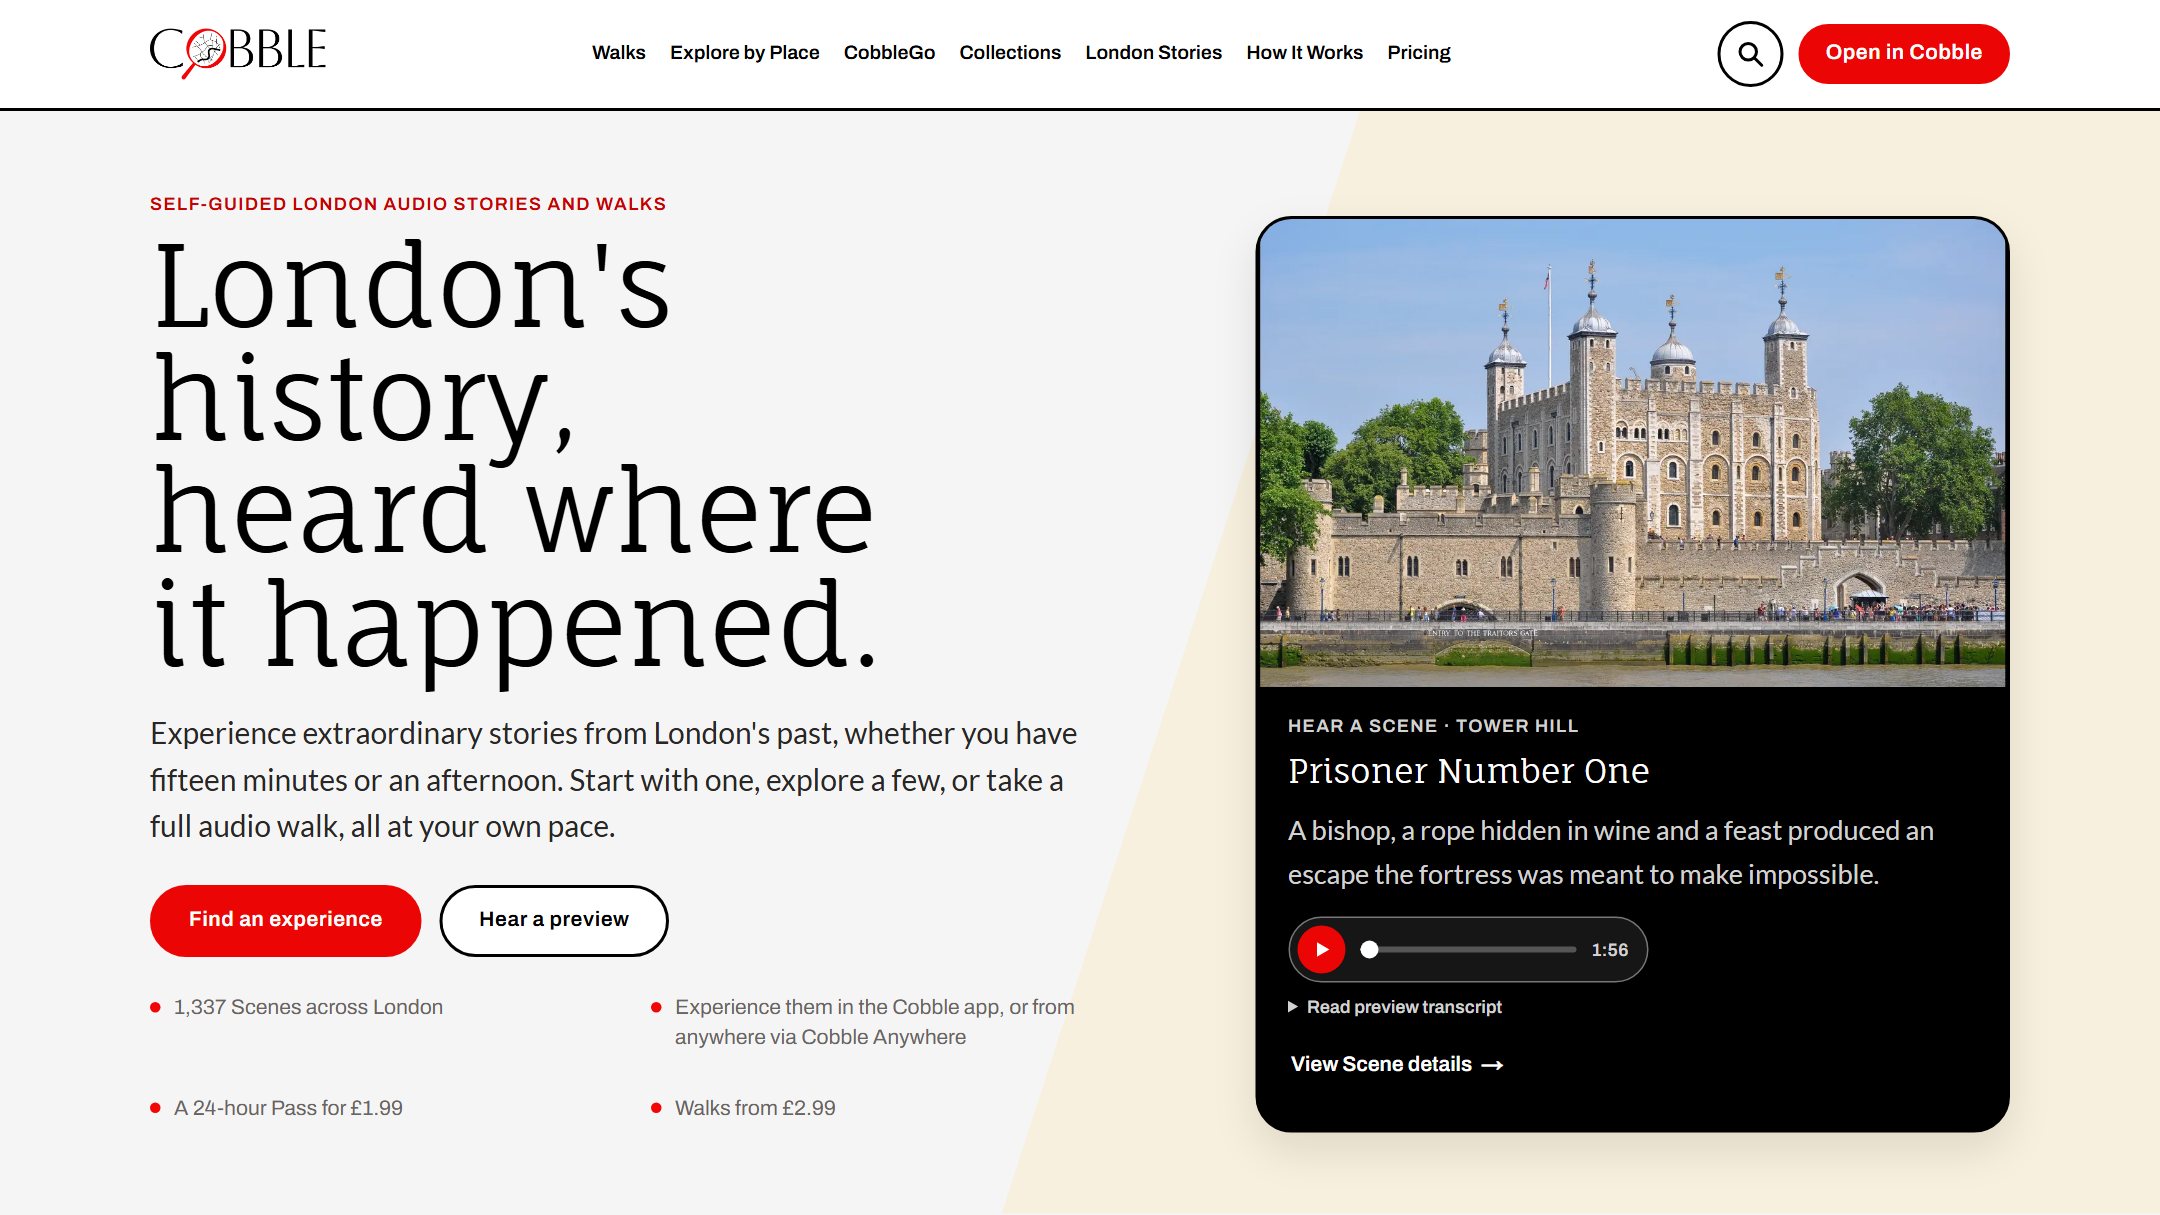 COBBLE
Walks
Explore by Place
CobbleGo
Collections
London Stories
How It Works
Pricing
Open in Cobble
SELF-GUIDED LONDON AUDIO STORIES AND WALKS
London's
history,
heard where
it happened.
Experience extraordinary stories from London's past, whether you have
fifteen minutes or an afternoon. Start with one, explore a few, or take a
full audio walk, all at your own pace.
Find an experience
Hear a preview
1,337 Scenes across London
Experience them in the Cobble app, or from
anywhere via Cobble Anywhere
A 24-hour Pass for £1.99
Walks from £2.99
ENTRY TO THE TRAITORS GATE
HEAR A SCENE · TOWER HILL
Prisoner Number One
A bishop, a rope hidden in wine and a feast produced an
escape the fortress was meant to make impossible.
1:56
Read preview transcript
View Scene details →